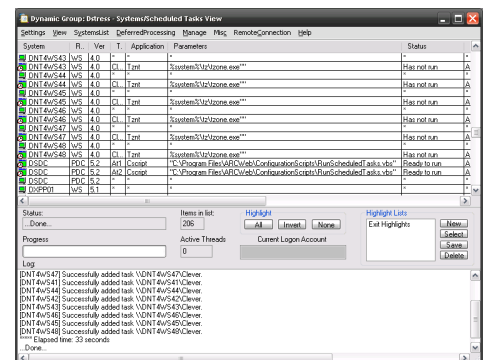 Dynamic Group: Dstress - Systems/Scheduled Tasks View
Settings View SystemsList DeferredProcessing Manage Misc RemoteConnection Help
System R.. Ver T. Application Parameters Status
DNT4WS43 WS 4.0 * * * *
DNT4WS43 WS 4.0 Cl... Tznt %system%\tz\tzone.exe"" Has not run A
DNT4WS44 WS 4.0 * * * *
DNT4WS44 WS 4.0 Cl... Tznt %system%\tz\tzone.exe"" Has not run A
DNT4WS45 WS 4.0 * * * *
DNT4WS45 WS 4.0 Cl... Tznt %system%\tz\tzone.exe"" Has not run A
DNT4WS46 WS 4.0 * * * *
DNT4WS46 WS 4.0 Cl... Tznt %system%\tz\tzone.exe"" Has not run A
DNT4WS47 WS 4.0 * * * *
DNT4WS47 WS 4.0 Cl... Tznt %system%\tz\tzone.exe"" Has not run A
DNT4WS48 WS 4.0 * * * *
DNT4WS48 WS 4.0 Cl... Tznt %system%\tz\tzone.exe"" Has not run A
DSDC PDC 5.2 At1 Cscript "C:\Program Files\ARCWeb\ConfigurationScripts\RunScheduledTasks.vbs" Ready to run A
DSDC PDC 5.2 At2 Cscript "C:\Program Files\ARCWeb\ConfigurationScripts\RunScheduledTasks.vbs" Ready to run A
DSDC PDC 5.2 * * * *
DXPP01 WS 5.1 * * * *
Status: Items in list: Highlight Highlight Lists
...Done... 206 All Invert None Exit Highlights New
Select
Progress Active Threads Current Logon Account Save
0 Delete
Log:
[DNT4WS47] Successfully added task \\DNT4WS47\Clever.
[DNT4WS41] Successfully added task \\DNT4WS41\Clever.
[DNT4WS44] Successfully added task \\DNT4WS44\Clever.
[DNT4WS42] Successfully added task \\DNT4WS42\Clever.
[DNT4WS43] Successfully added task \\DNT4WS43\Clever.
[DNT4WS46] Successfully added task \\DNT4WS46\Clever.
[DNT4WS45] Successfully added task \\DNT4WS45\Clever.
[DNT4WS48] Successfully added task \\DNT4WS48\Clever.
***** Elapsed time: 33 seconds
...Done...